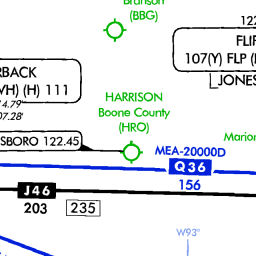 Branson
(BBG)
122
FLIP
107(Y) FLP (
JONES
RBACK
VH) (H) 111
4.79'
07.28'
HARRISON
Boone County
(HRO)
SBORO 122.45
Marion
MEA-20000D
Q36
156
J46
203
235
W93°